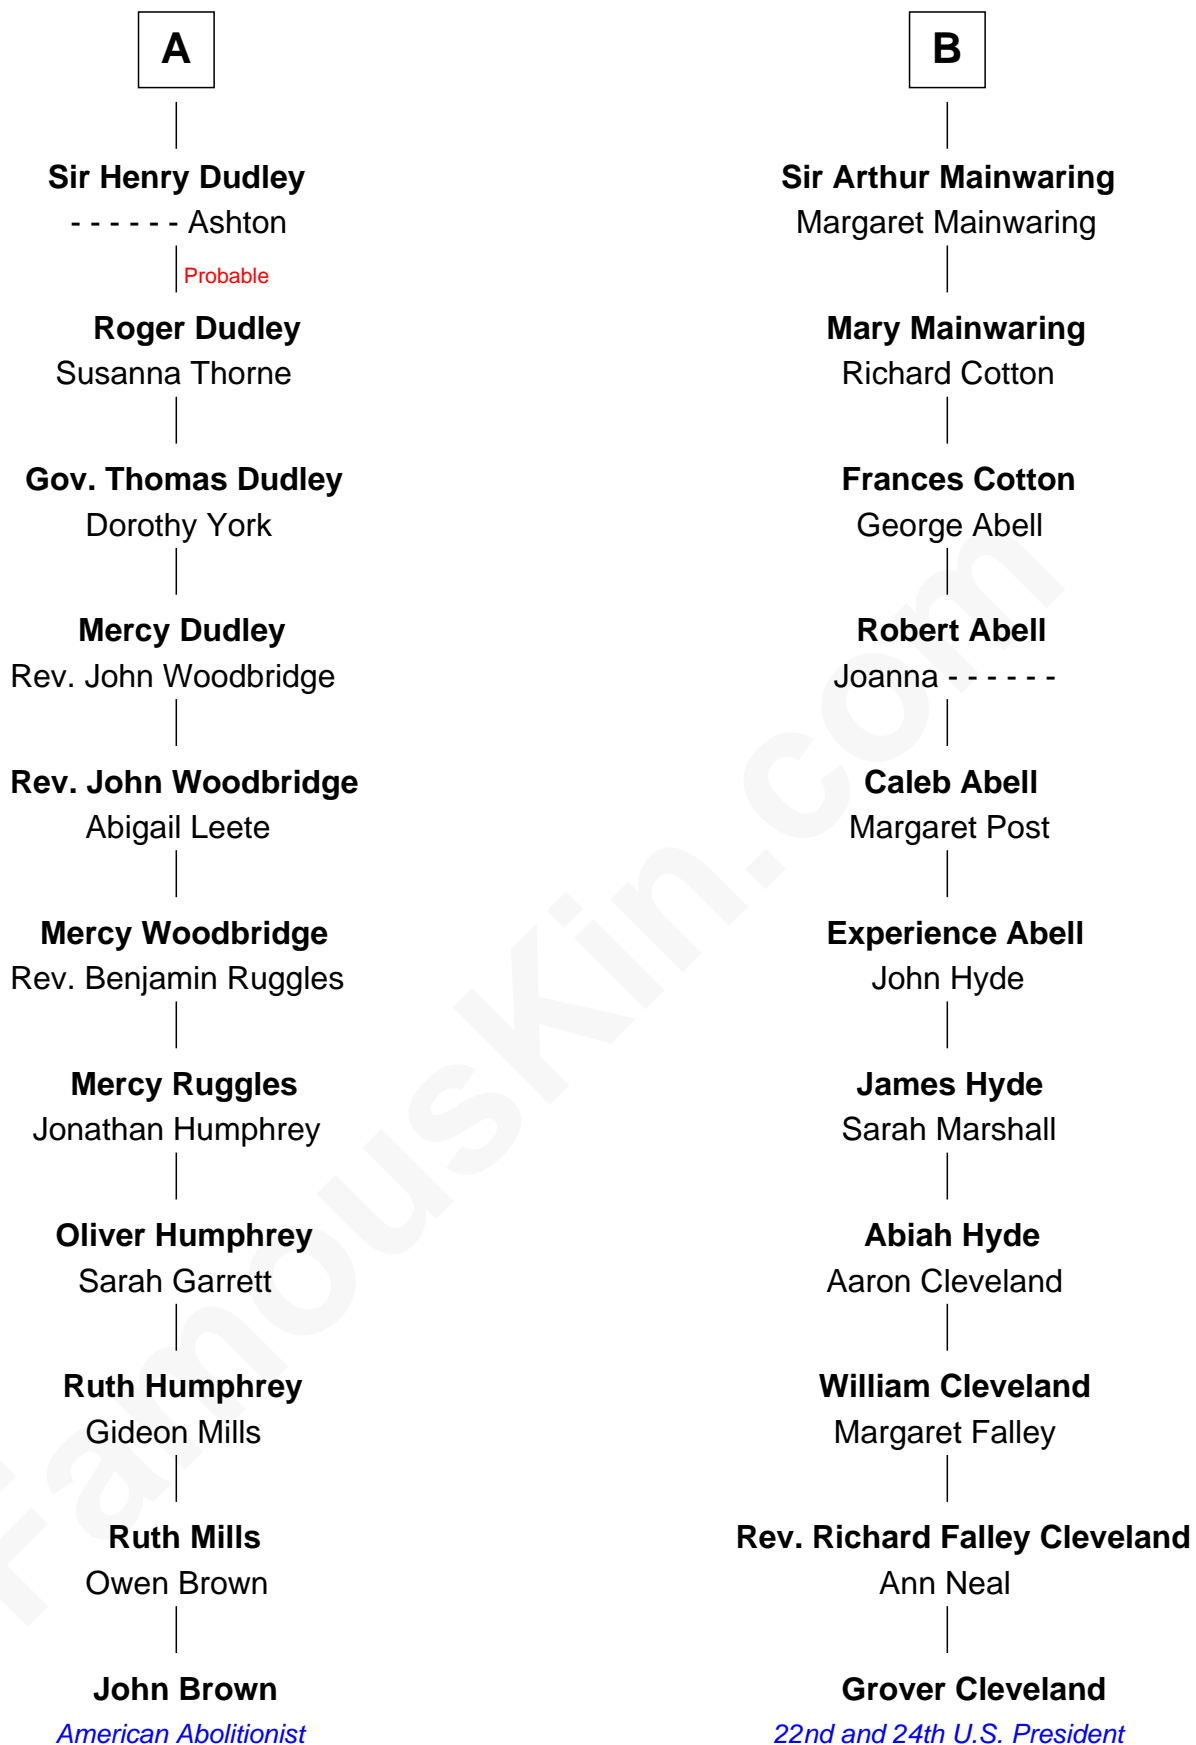 A
Sir Henry Dudley
- - - - - - Ashton
Probable
Roger Dudley
Susanna Thorne
Gov. Thomas Dudley
Dorothy York
Mercy Dudley
Rev. John Woodbridge
Rev. John Woodbridge
Abigail Leete
Mercy Woodbridge
Rev. Benjamin Ruggles
Mercy Ruggles
Jonathan Humphrey
Oliver Humphrey
Sarah Garrett
Ruth Humphrey
Gideon Mills
Ruth Mills
Owen Brown
John Brown
American Abolitionist
B
Sir Arthur Mainwaring
Margaret Mainwaring
Mary Mainwaring
Richard Cotton
Frances Cotton
George Abell
Robert Abell
Joanna - - - - - -
Caleb Abell
Margaret Post
Experience Abell
John Hyde
James Hyde
Sarah Marshall
Abiah Hyde
Aaron Cleveland
William Cleveland
Margaret Falley
Rev. Richard Falley Cleveland
Ann Neal
Grover Cleveland
22nd and 24th U.S. President
FamousKin.com